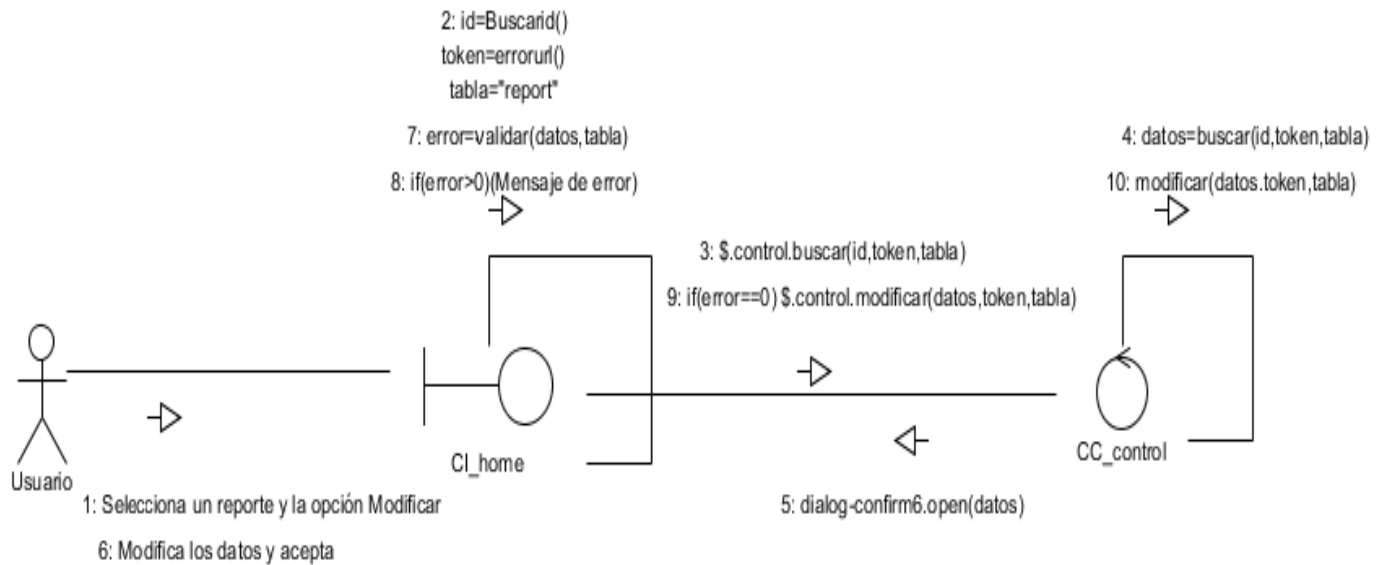 2: id=Buscarid()
token=errorurl()
tabla="report"
7: error=validar(datos,tabla)
8: if(error>0)(Mensaje de error)
4: datos=buscar(id,token,tabla)
10: modificar(datos.token,tabla)
3: $.control.buscar(id,token,tabla)
9: if(error==0) $.control.modificar(datos,token,tabla)
Usuario
CI_home
CC_control
1: Selecciona un reporte y la opción Modificar
6: Modifica los datos y acepta
5: dialog-confirm6.open(datos)